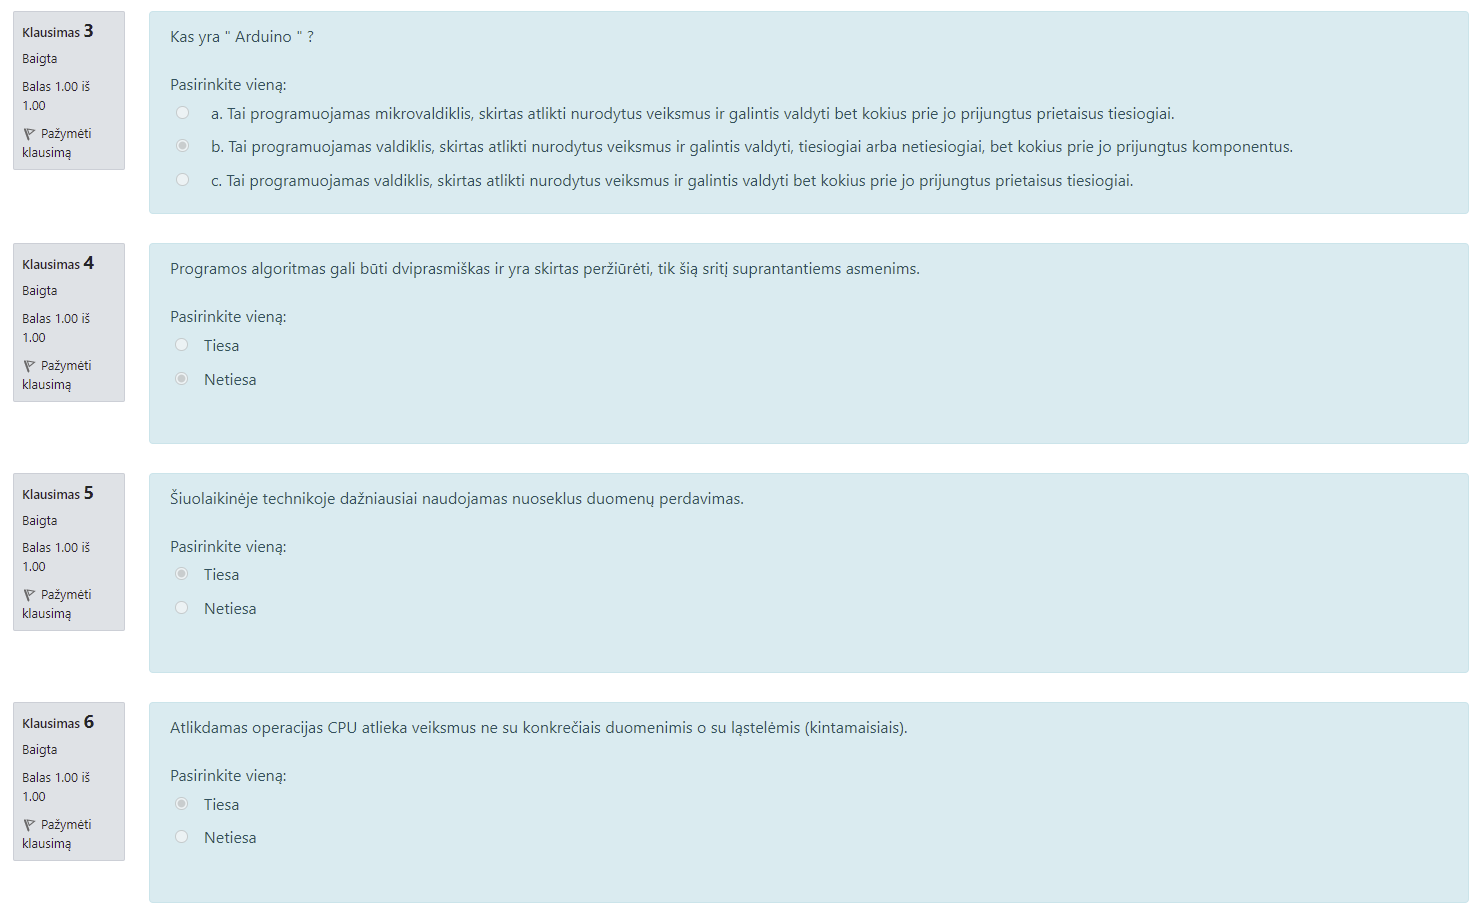 Klausimas 3
Baigta
Balas 1.00 iš
1.00
Pažymėti
klausimą
Kas yra " Arduino " ?
Pasirinkite vieną:
a. Tai programuojamas mikrovaldiklis, skirtas atlikti nurodytus veiksmus ir galintis valdyti bet kokius prie jo prijungtus prietaisus tiesiogiai.
b. Tai programuojamas valdiklis, skirtas atlikti nurodytus veiksmus ir galintis valdyti, tiesiogiai arba netiesiogiai, bet kokius prie jo prijungtus komponentus.
c. Tai programuojamas valdiklis, skirtas atlikti nurodytus veiksmus ir galintis valdyti bet kokius prie jo prijungtus prietaisus tiesiogiai.
Klausimas 4
Baigta
Balas 1.00 iš
1.00
Pažymėti
klausimą
Programos algoritmas gali būti dviprasmiškas ir yra skirtas peržiūrėti, tik šią sritį suprantantiems asmenims.
Pasirinkite vieną:
Tiesa
Netiesa
Klausimas 5
Baigta
Balas 1.00 iš
1.00
Pažymėti
klausimą
Šiuolaikinėje technikoje dažniausiai naudojamas nuoseklus duomenų perdavimas.
Pasirinkite vieną:
Tiesa
Netiesa
Klausimas 6
Baigta
Balas 1.00 iš
1.00
Pažymėti
klausimą
Atlikdamas operacijas CPU atlieka veiksmus ne su konkrečiais duomenimis o su ląstelėmis (kintamaisiais).
Pasirinkite vieną:
Tiesa
Netiesa